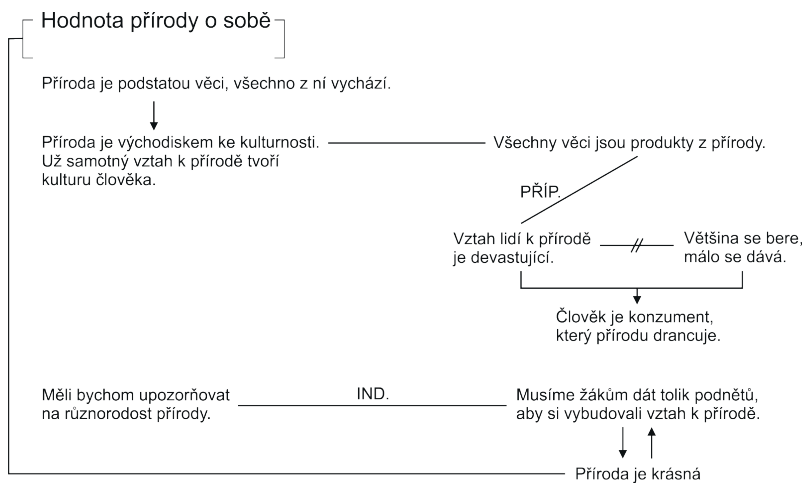 Hodnota přírody o sobě
Příroda je podstatou věci, všechno z ní vychází.
Příroda je východiskem ke kulturnosti.
Už samotný vztah k přírodě tvoří
kulturu člověka.
Všechny věci jsou produkty z přírody.
PŘÍP.
Vztah lidí k přírodě
je devastující.
Většina se bere,
málo se dává.
Člověk je konzument,
který přírodu drancuje.
Měli bychom upozorňovat
na různorodost přírody.
IND.
Musíme žákům dát tolik podnětů,
aby si vybudovali vztah k přírodě.
Příroda je krásná